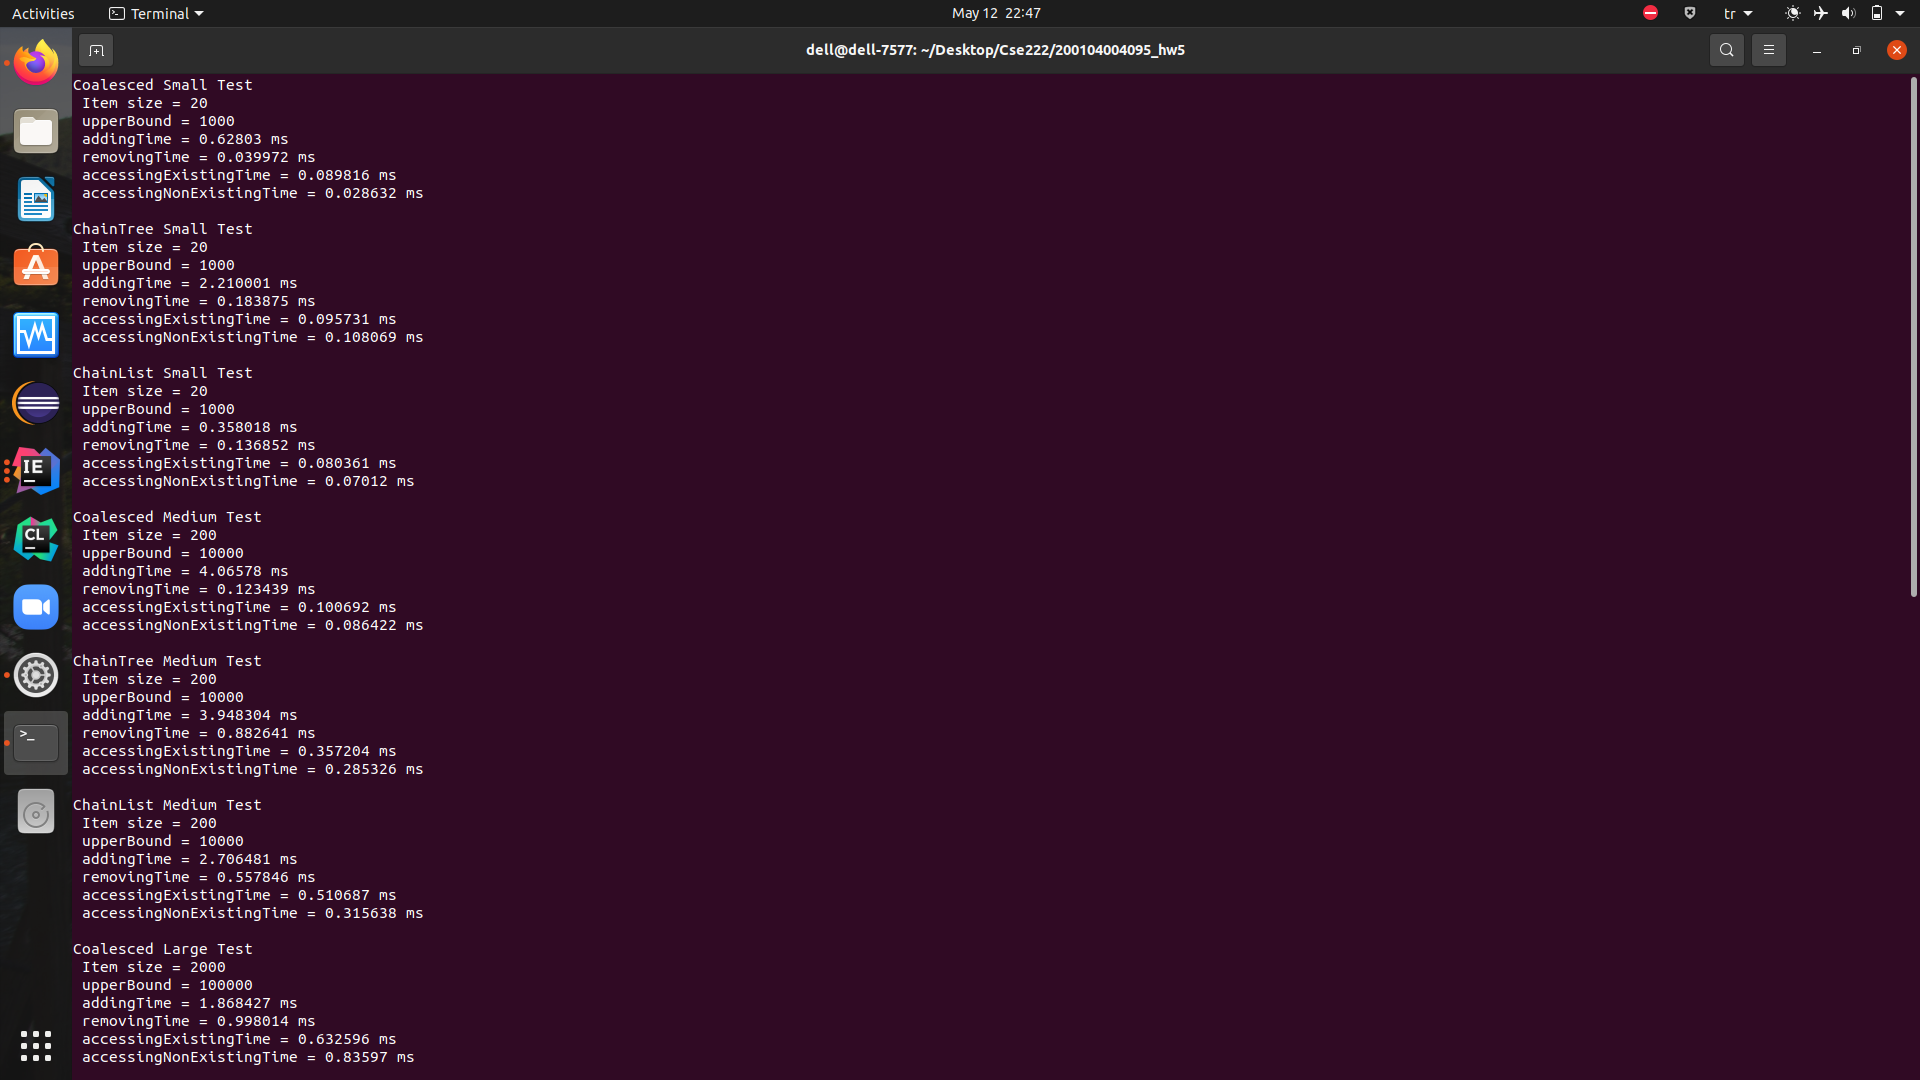 Activities
Terminal
May 12 22:47
tr
dell@dell-7577: ~/Desktop/Cse222/200104004095_hw5
Coalesced Small Test
Item size = 20
upperBound = 1000
addingTime = 0.62803 ms
removingTime = 0.039972 ms
accessingExistingTime = 0.089816 ms
accessingNonExistingTime = 0.028632 ms
ChainTree Small Test
Item size = 20
upperBound = 1000
addingTime = 2.210001 ms
removingTime = 0.183875 ms
accessingExistingTime = 0.095731 ms
accessingNonExistingTime = 0.108069 ms
ChainList Small Test
Item size = 20
upperBound = 1000
addingTime = 0.358018 ms
removingTime = 0.136852 ms
accessingExistingTime = 0.080361 ms
accessingNonExistingTime = 0.07012 ms
Coalesced Medium Test
Item size = 200
upperBound = 10000
addingTime = 4.06578 ms
removingTime = 0.123439 ms
accessingExistingTime = 0.100692 ms
accessingNonExistingTime = 0.086422 ms
ChainTree Medium Test
Item size = 200
upperBound = 10000
addingTime = 3.948304 ms
removingTime = 0.882641 ms
accessingExistingTime = 0.357204 ms
accessingNonExistingTime = 0.285326 ms
ChainList Medium Test
Item size = 200
upperBound = 10000
addingTime = 2.706481 ms
removingTime = 0.557846 ms
accessingExistingTime = 0.510687 ms
accessingNonExistingTime = 0.315638 ms
Coalesced Large Test
Item size = 2000
upperBound = 100000
addingTime = 1.868427 ms
removingTime = 0.998014 ms
accessingExistingTime = 0.632596 ms
accessingNonExistingTime = 0.83597 ms
IE
CL
>_